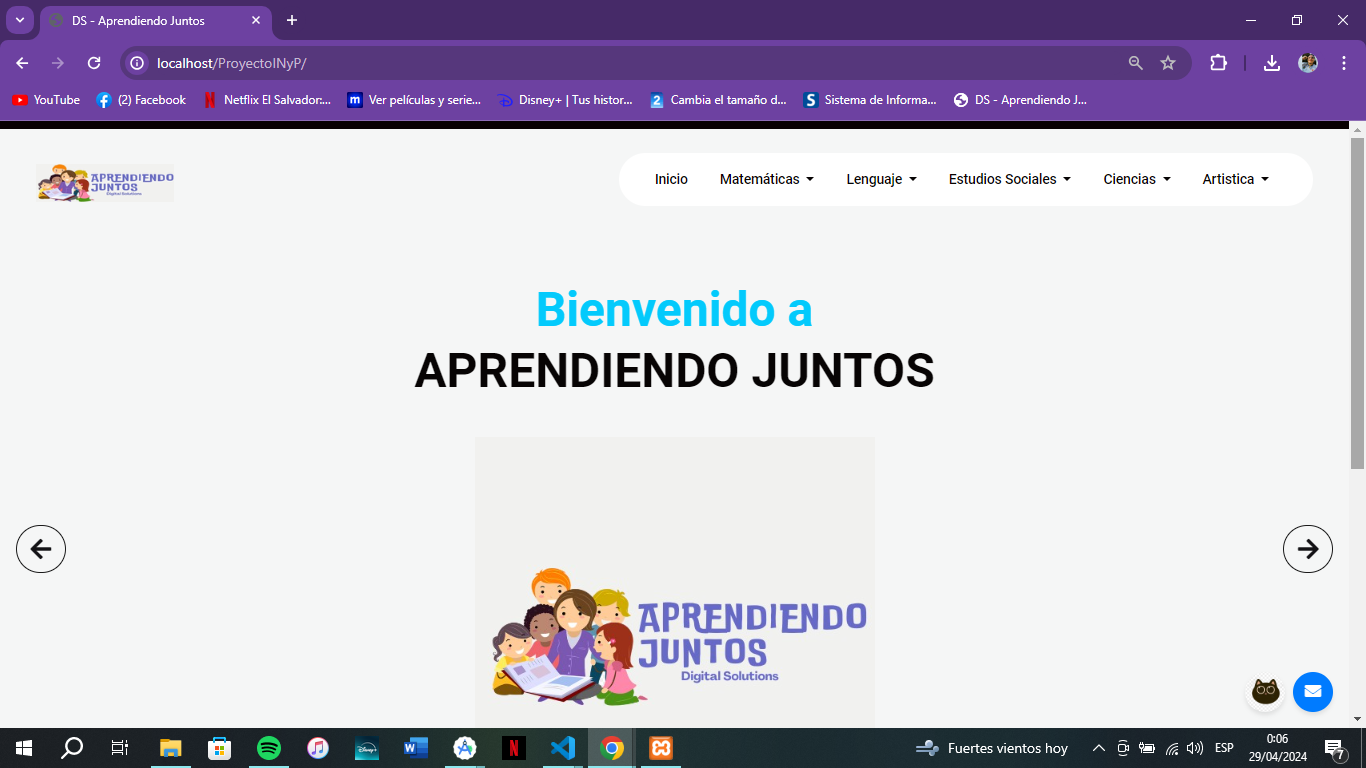 DS - Aprendiendo Juntos
localhost/ProyectoINyP/
YouTube
(2) Facebook
Netflix El Salvador:...
Ver películas y serie...
Disney+ | Tus histor...
Cambia el tamaño d...
Sistema de Informa...
DS - Aprendiendo J...
APRENDIENDO
JUNTOS
Digital Solutions
Inicio
Matemáticas
Lenguaje
Estudios Sociales
Ciencias
Artistica
Bienvenido a
APRENDIENDO JUNTOS
APRENDIENDO
JUNTOS
Digital Solutions
Fuertes vientos hoy
ESP
0:06
29/04/2024
7